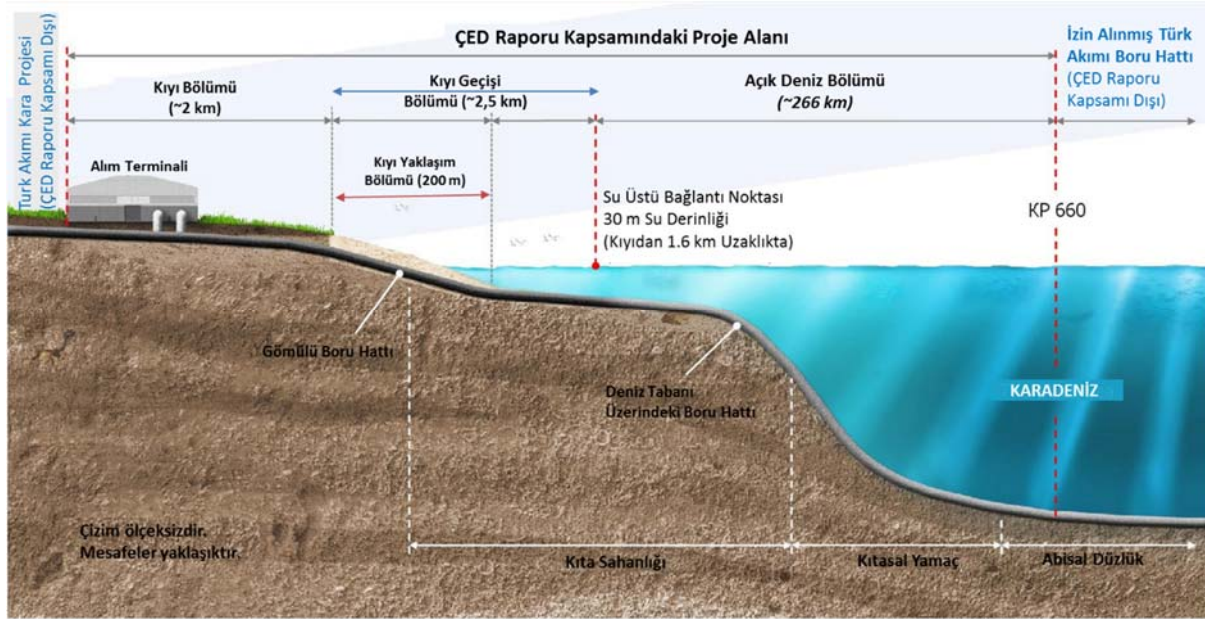 Turk Akımı Kara Projesi
(ÇED Raporu Kapsamı Dışı)
ÇED Raporu Kapsamındaki Proje Alanı
İzin Alınmış Türk
Akımı Boru Hattı
(ÇED Raporu
Kapsamı Dışı)
Kıyı Bölümü
(~2 km)
Kıyı Geçişi
Bölümü (~2,5 km)
Açık Deniz Bölümü
(~266 km)
Alım Terminali
Kıyı Yaklaşım
Bölümü (200 m)
Su Üstü Bağlantı Noktası
30 m Su Derinliği
(Kıyıdan 1.6 km Uzaklıkta)
KP 660
Gömülü Boru Hattı
Deniz Tabanı
Üzerindeki Boru Hattı
KARADENİZ
Çizim ölçeksizdir.
Mesafeler yaklaşıktır.
Kıta Sahanlığı
Kıtasal Yamaç
Abisal Düzlük